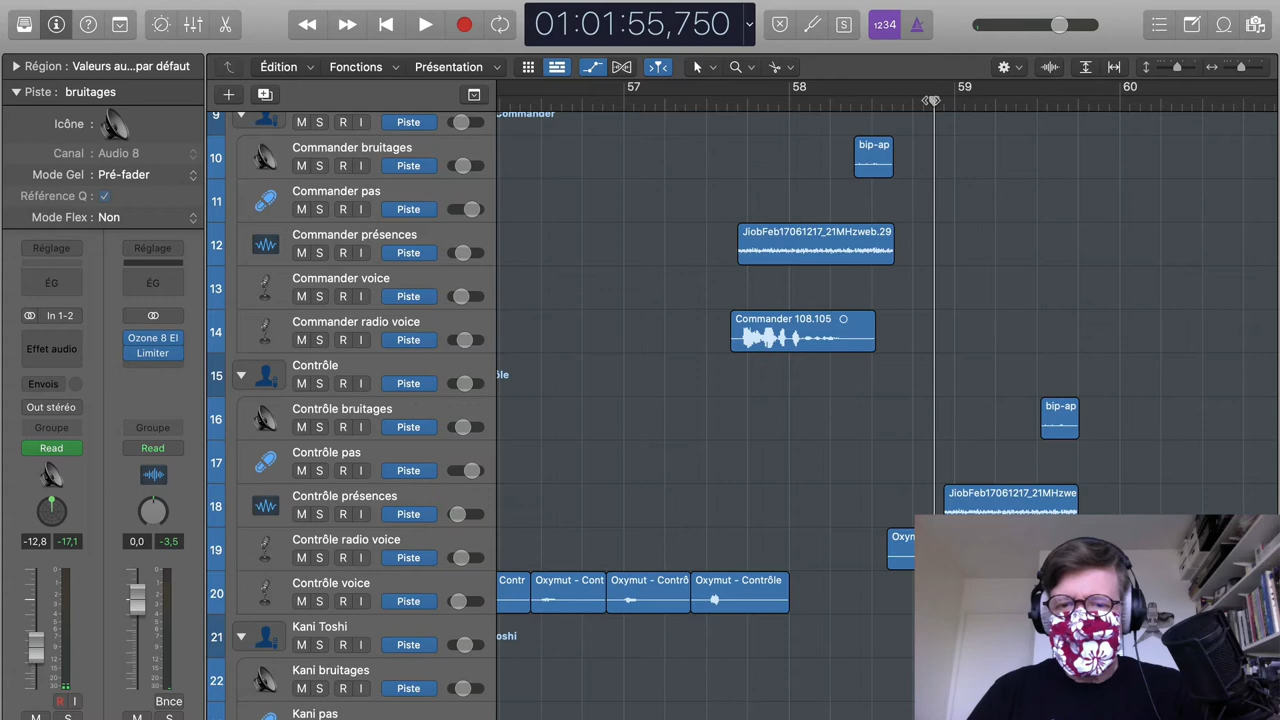 01:01:55,750
1234
Région: Valeurs au...par défaut
Édition
Fonctions
Présentation
Piste : bruitages
57
58
59
60
Icône :
Canal : Audio 8
Mode Gel : Pré-fader
Référence Q :
Mode Flex : Non
Réglage
Réglage
ÉG
ÉG
In 1-2
Effet audio
Ozone 8 El
Limiter
Envois
Out stéréo
Groupe
Groupe
Read
Read
-12,8
-17,1
0,0
-3,5
R I
Bnce
M S
M S
9
M S R I Piste
Commander
10
Commander bruitages
M S R I Piste
bip-ap
11
Commander pas
M S R I Piste
12
Commander présences
M S R I Piste
JiobFeb17061217_21MHzweb.29
13
Commander voice
M S R I Piste
14
Commander radio voice
M S R I Piste
Commander 108.105
15
Contrôle
M S R I Piste
ôle
16
Contrôle bruitages
M S R I Piste
bip-ap
17
Contrôle pas
M S R I Piste
18
Contrôle présences
M S R I Piste
JiobFeb17061217_21MHzwe
19
Contrôle radio voice
M S R I Piste
Oxym
20
Contrôle voice
M S R I Piste
Contr
Oxymut - Cont
Oxymut - Contrô
Oxymut - Contrôle
21
Kani Toshi
M S R I Piste
oshi
22
Kani bruitages
M S R I Piste
Kani pas
Piste